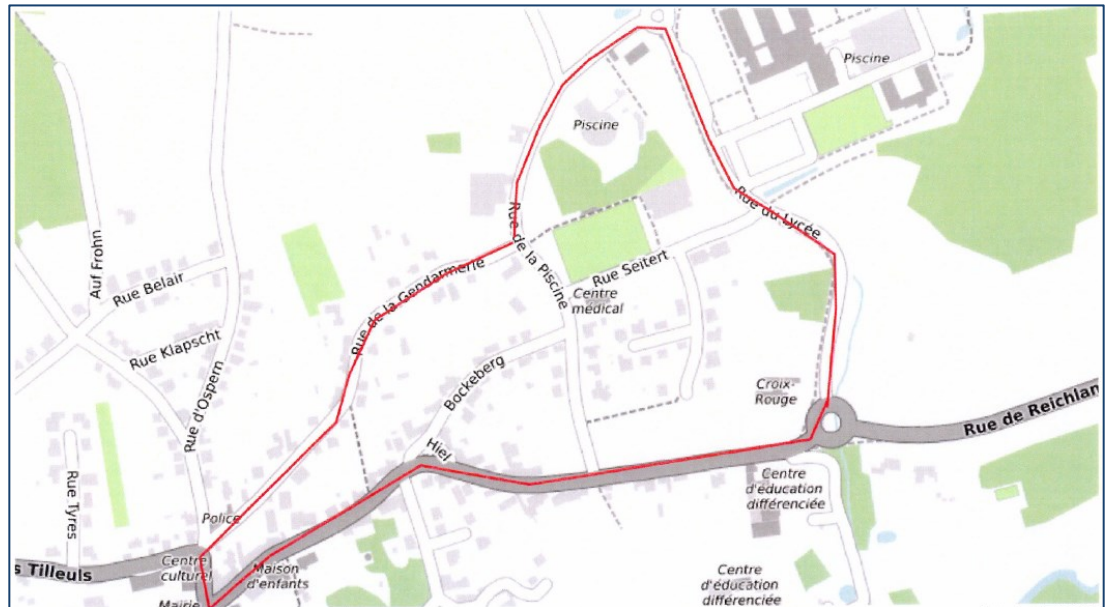 Piscine
Piscine
Rue du Lycée
Auf Frohn
Rue de la Piscine
Rue de la Gendarmerie
Rue Belair
Rue Seitert
Centre
médical
Rue Klapscht
Rue d'Ospern
Bockeberg
Croix-
Rouge
Rue de Reichlan
Hiel
Rue Tyres
Centre
d'éducation
différenciée
Police
s Tilleuls
Centre
culturel
Maison
d'enfants
Centre
d'éducation
différenciée
Mairie